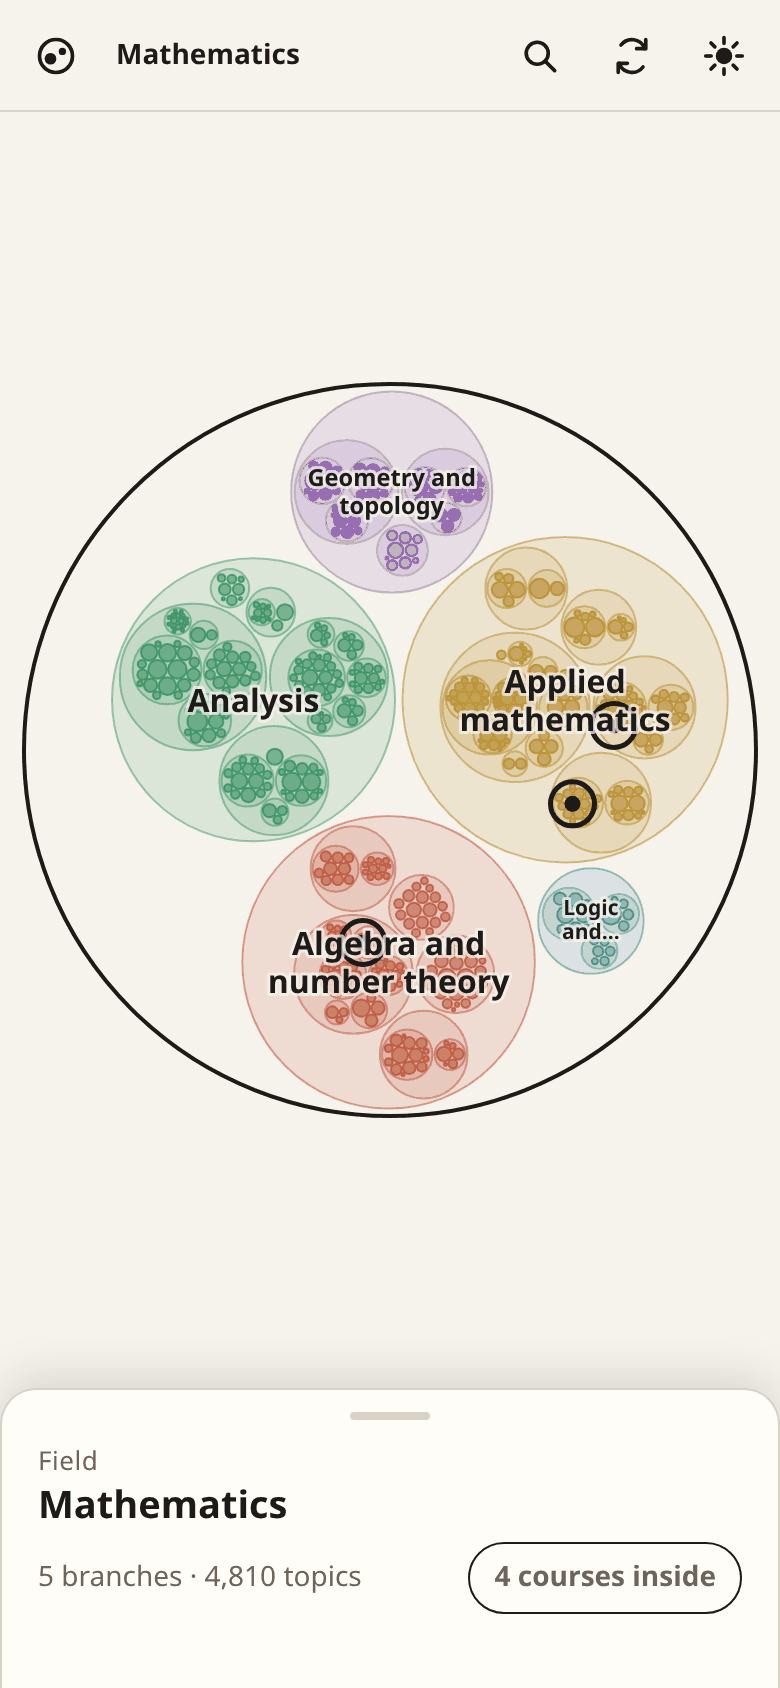 Mathematics
Geometry and
topology
Analysis
Applied
mathematics
Logic
and...
Algebra and
number theory
Field
Mathematics
5 branches · 4,810 topics
4 courses inside